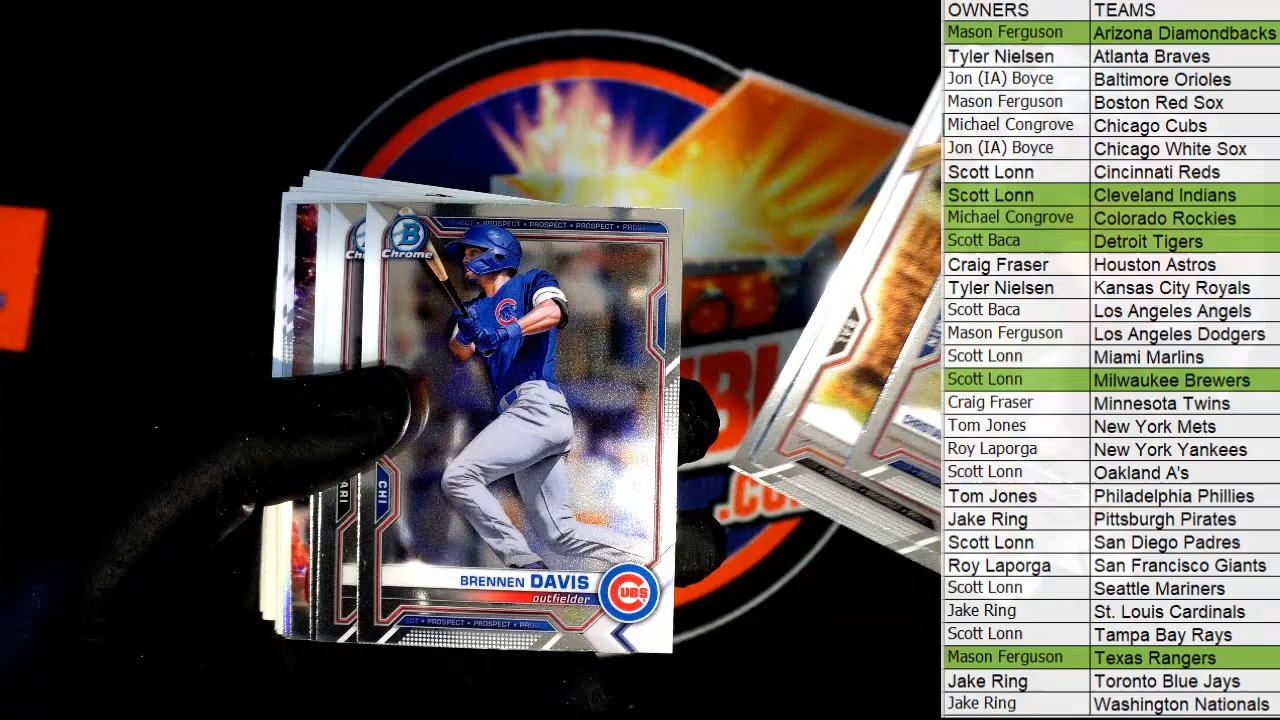 OWNERS TEAMS
Mason Ferguson Arizona Diamondbacks
Tyler Nielsen Atlanta Braves
Jon (IA) Boyce Baltimore Orioles
Mason Ferguson Boston Red Sox
Michael Congrove Chicago Cubs
Jon (IA) Boyce Chicago White Sox
Scott Lonn Cincinnati Reds
Scott Lonn Cleveland Indians
Michael Congrove Colorado Rockies
Scott Baca Detroit Tigers
Craig Fraser Houston Astros
Tyler Nielsen Kansas City Royals
Scott Baca Los Angeles Angels
Mason Ferguson Los Angeles Dodgers
Scott Lonn Miami Marlins
Scott Lonn Milwaukee Brewers
Craig Fraser Minnesota Twins
Tom Jones New York Mets
Roy Laporga New York Yankees
Scott Lonn Oakland A's
Tom Jones Philadelphia Phillies
Jake Ring Pittsburgh Pirates
Scott Lonn San Diego Padres
Roy Laporga San Francisco Giants
Scott Lonn Seattle Mariners
Jake Ring St. Louis Cardinals
Scott Lonn Tampa Bay Rays
Mason Ferguson Texas Rangers
Jake Ring Toronto Blue Jays
Jake Ring Washington Nationals
PROSPECT • PROSPECT • PROSPECT
B
Chrome
C
ARI
CHI
BRENNEN DAVIS
outfielder
CUBS
PROSPECT • PROSPECT